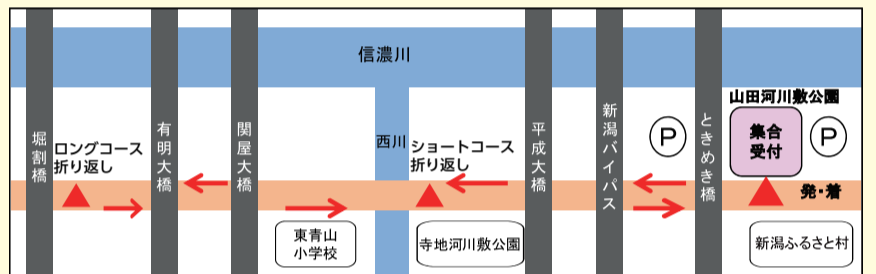 信濃川
堀割橋
ロングコース
折り返し
有明大橋
関屋大橋
東青山
小学校
西川
ショートコース
折り返し
寺地河川敷公園
平成大橋
新潟バイパス
P
ときめき橋
山田河川敷公園
集合
受付
P
発・着
新潟ふるさと村